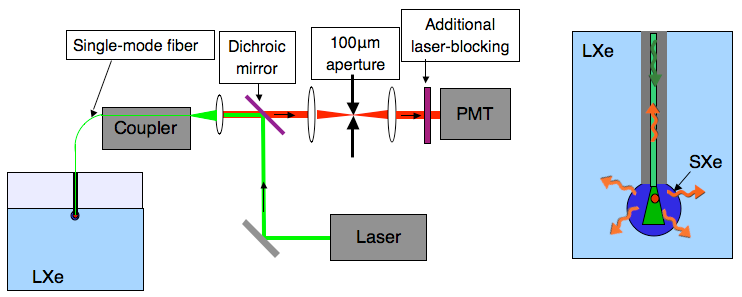 Single-mode fiber
Dichroic
mirror
100µm
aperture
Additional
laser-blocking
Coupler
PMT
Laser
LXe
LXe
SXe